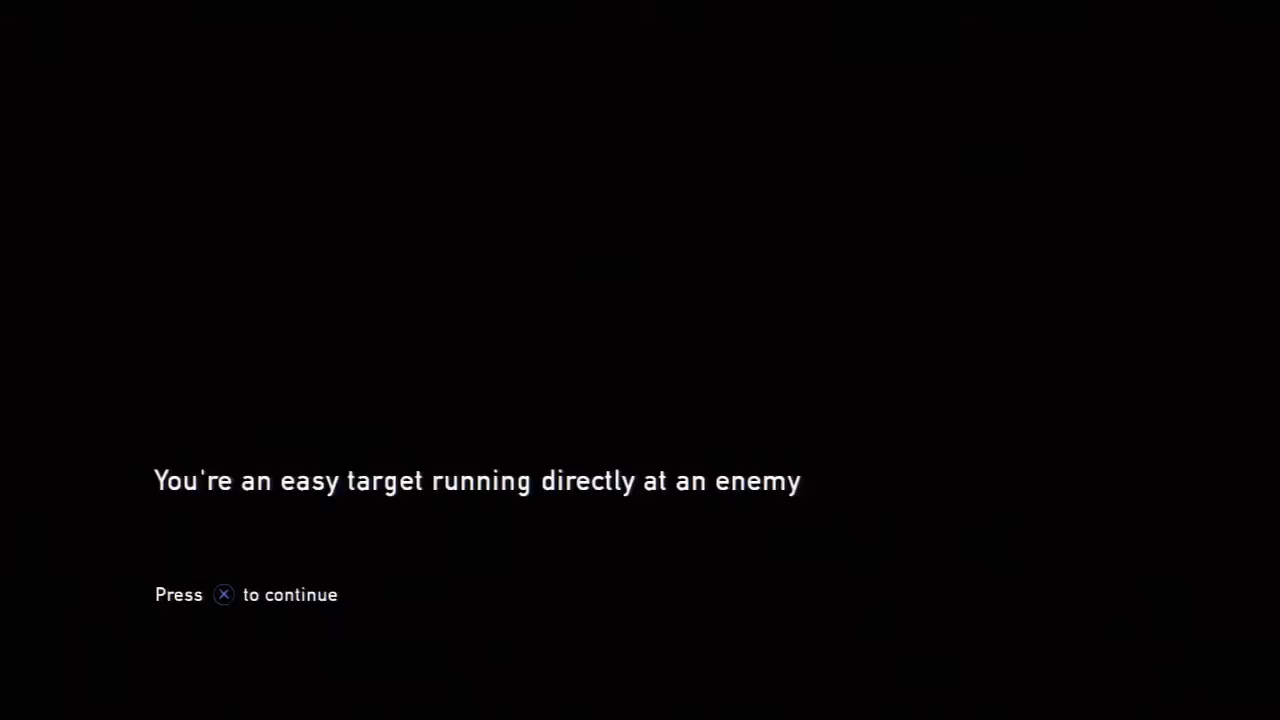 You're an easy target running directly at an enemy
Press ⓧ to continue